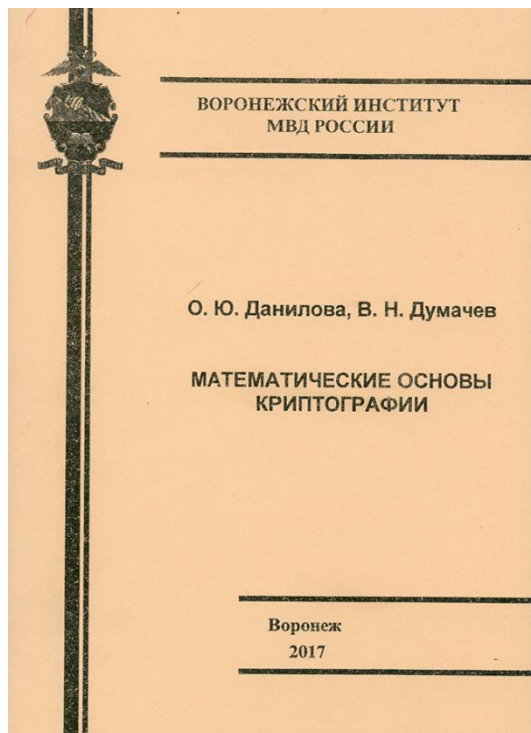 ВОРОНЕЖСКИЙ ИНСТИТУТ
МВД РОССИИ
О. Ю. Данилова, В. Н. Думачев
МАТЕМАТИЧЕСКИЕ ОСНОВЫ
КРИПТОГРАФИИ
Воронеж
2017